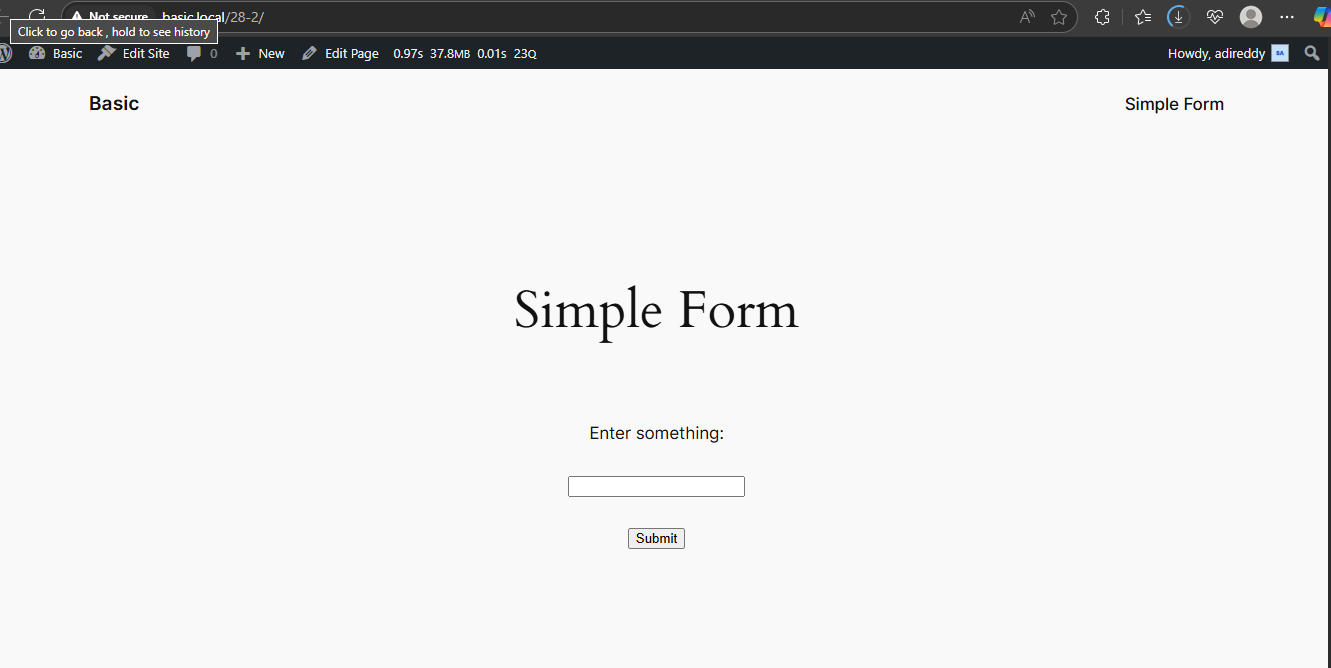 Not secure basic.local/28-2/
Click to go back , hold to see history
Basic Edit Site 0 New Edit Page 0.97s 37.8MB 0.01s 23Q Howdy, adireddy SA
Basic Simple Form
Simple Form
Enter something:
Submit